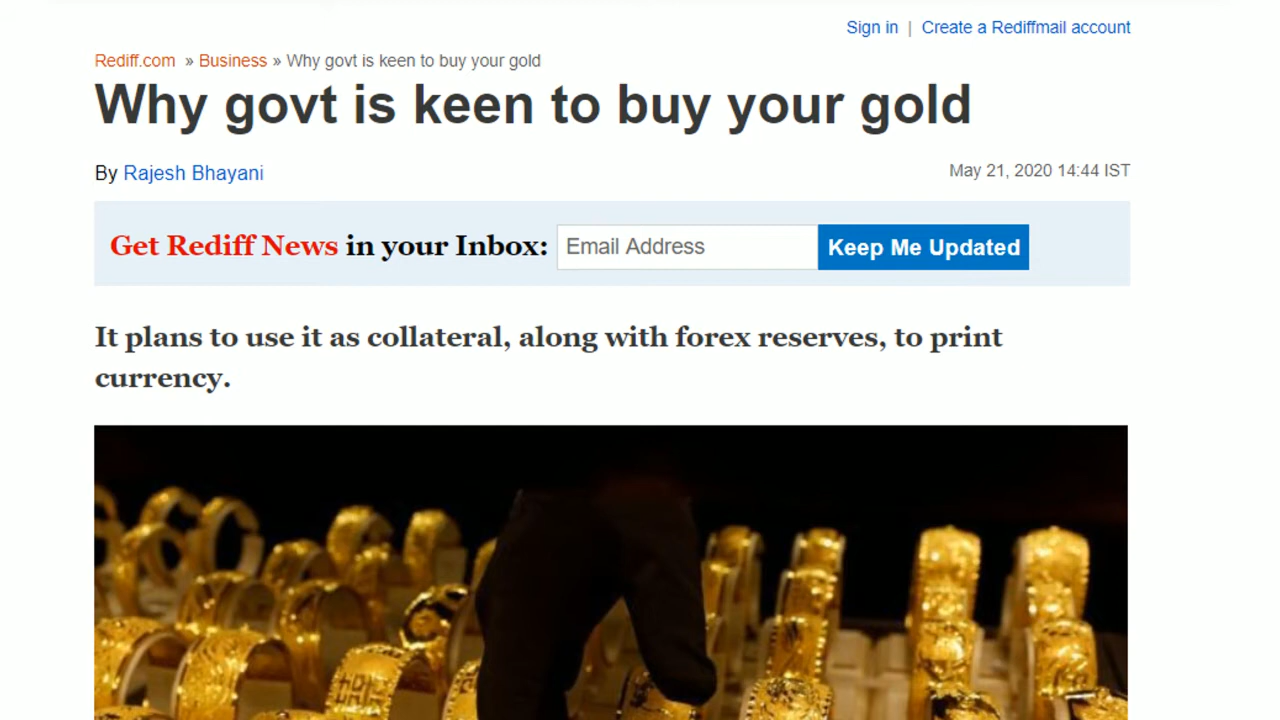 Sign in | Create a Rediffmail account
Rediff.com » Business » Why govt is keen to buy your gold
Why govt is keen to buy your gold
By Rajesh Bhayani
May 21, 2020 14:44 IST
Get Rediff News in your Inbox: Email Address Keep Me Updated
It plans to use it as collateral, along with forex reserves, to print
currency.